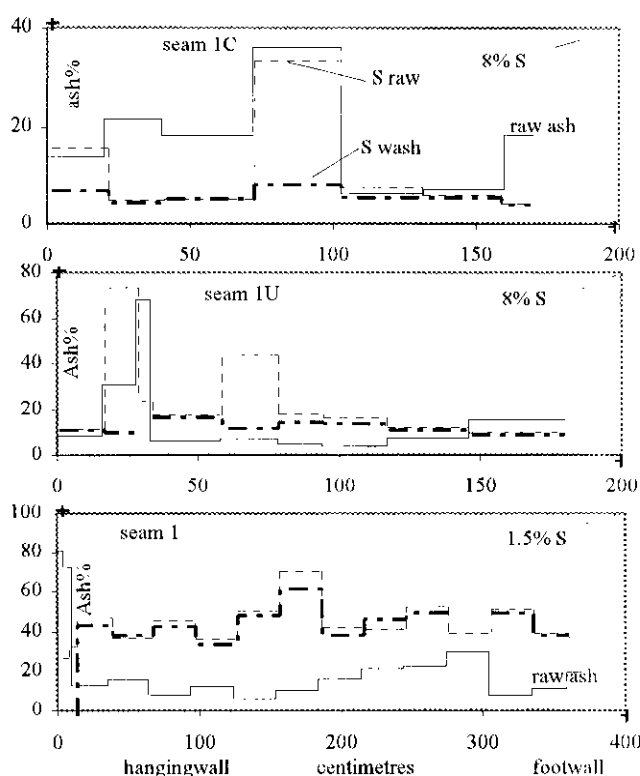 40
seam 1C
8% S
ash%
S raw
20
raw ash
S wash
0
0 50 100 150 200
80
seam 1U
8% S
Ash%
60
40
20
0
0 50 100 150 200
100
seam 1
1.5% S
80
Ash%
60
40
20
raw ash
0
0 100 200 300 400
hangingwall centimetres footwall